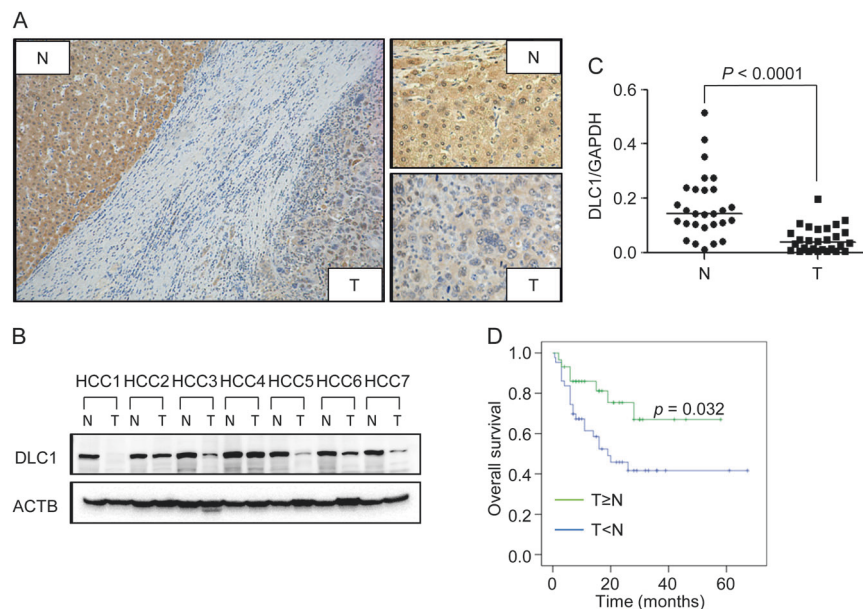 A
N
T
N
T
B
HCC1 HCC2 HCC3 HCC4 HCC5 HCC6 HCC7
N T N T N T N T N T N T N T
DLC1
ACTB
C
P < 0.0001
DLC1/GAPDH
0.6
0.4
0.2
0.0
N T
D
Overall survival
1.0
0.8
0.6
0.4
0.2
0.0
p = 0.032
T≥N
T<N
0 20 40 60
Time (months)